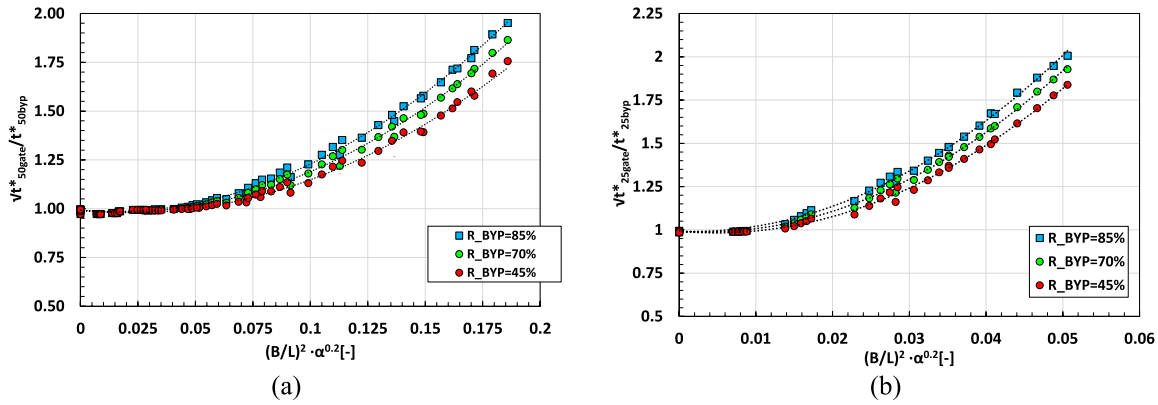 2.00
1.75
1.50
1.25
1.00
0.75
0.50
√t*50gate/t*50byp
0 0.025 0.05 0.075 0.1 0.125 0.15 0.175 0.2
(B/L)² ·α⁰·²[-]
R_BYP=85%
R_BYP=70%
R_BYP=45%
(a)
2
1.75
1.5
1.25
1
0.75
0.5
√t*25gate/t*25byp
0 0.01 0.02 0.03 0.04 0.05 0.06
(B/L)² ·α⁰·²[-]
R_BYP=85%
R_BYP=70%
R_BYP=45%
(b)